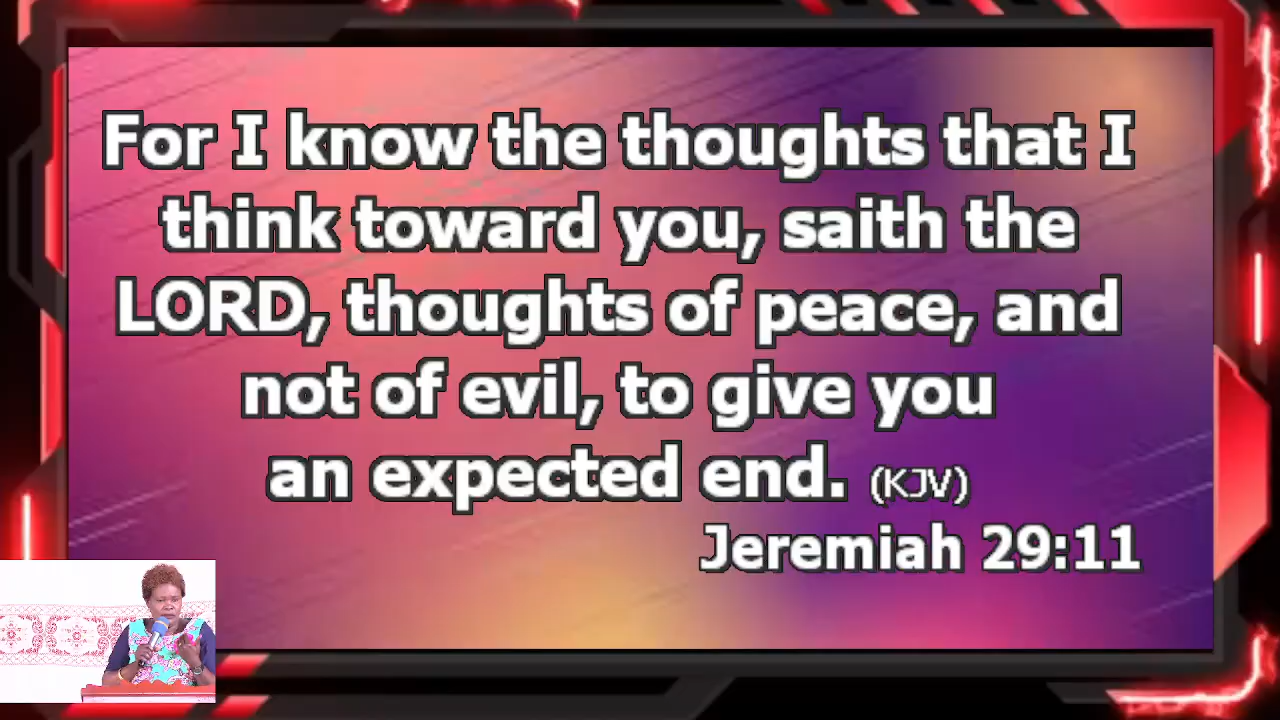 For I know the thoughts that I
think toward you, saith the
LORD, thoughts of peace, and
not of evil, to give you
an expected end. (KJV)
Jeremiah 29:11